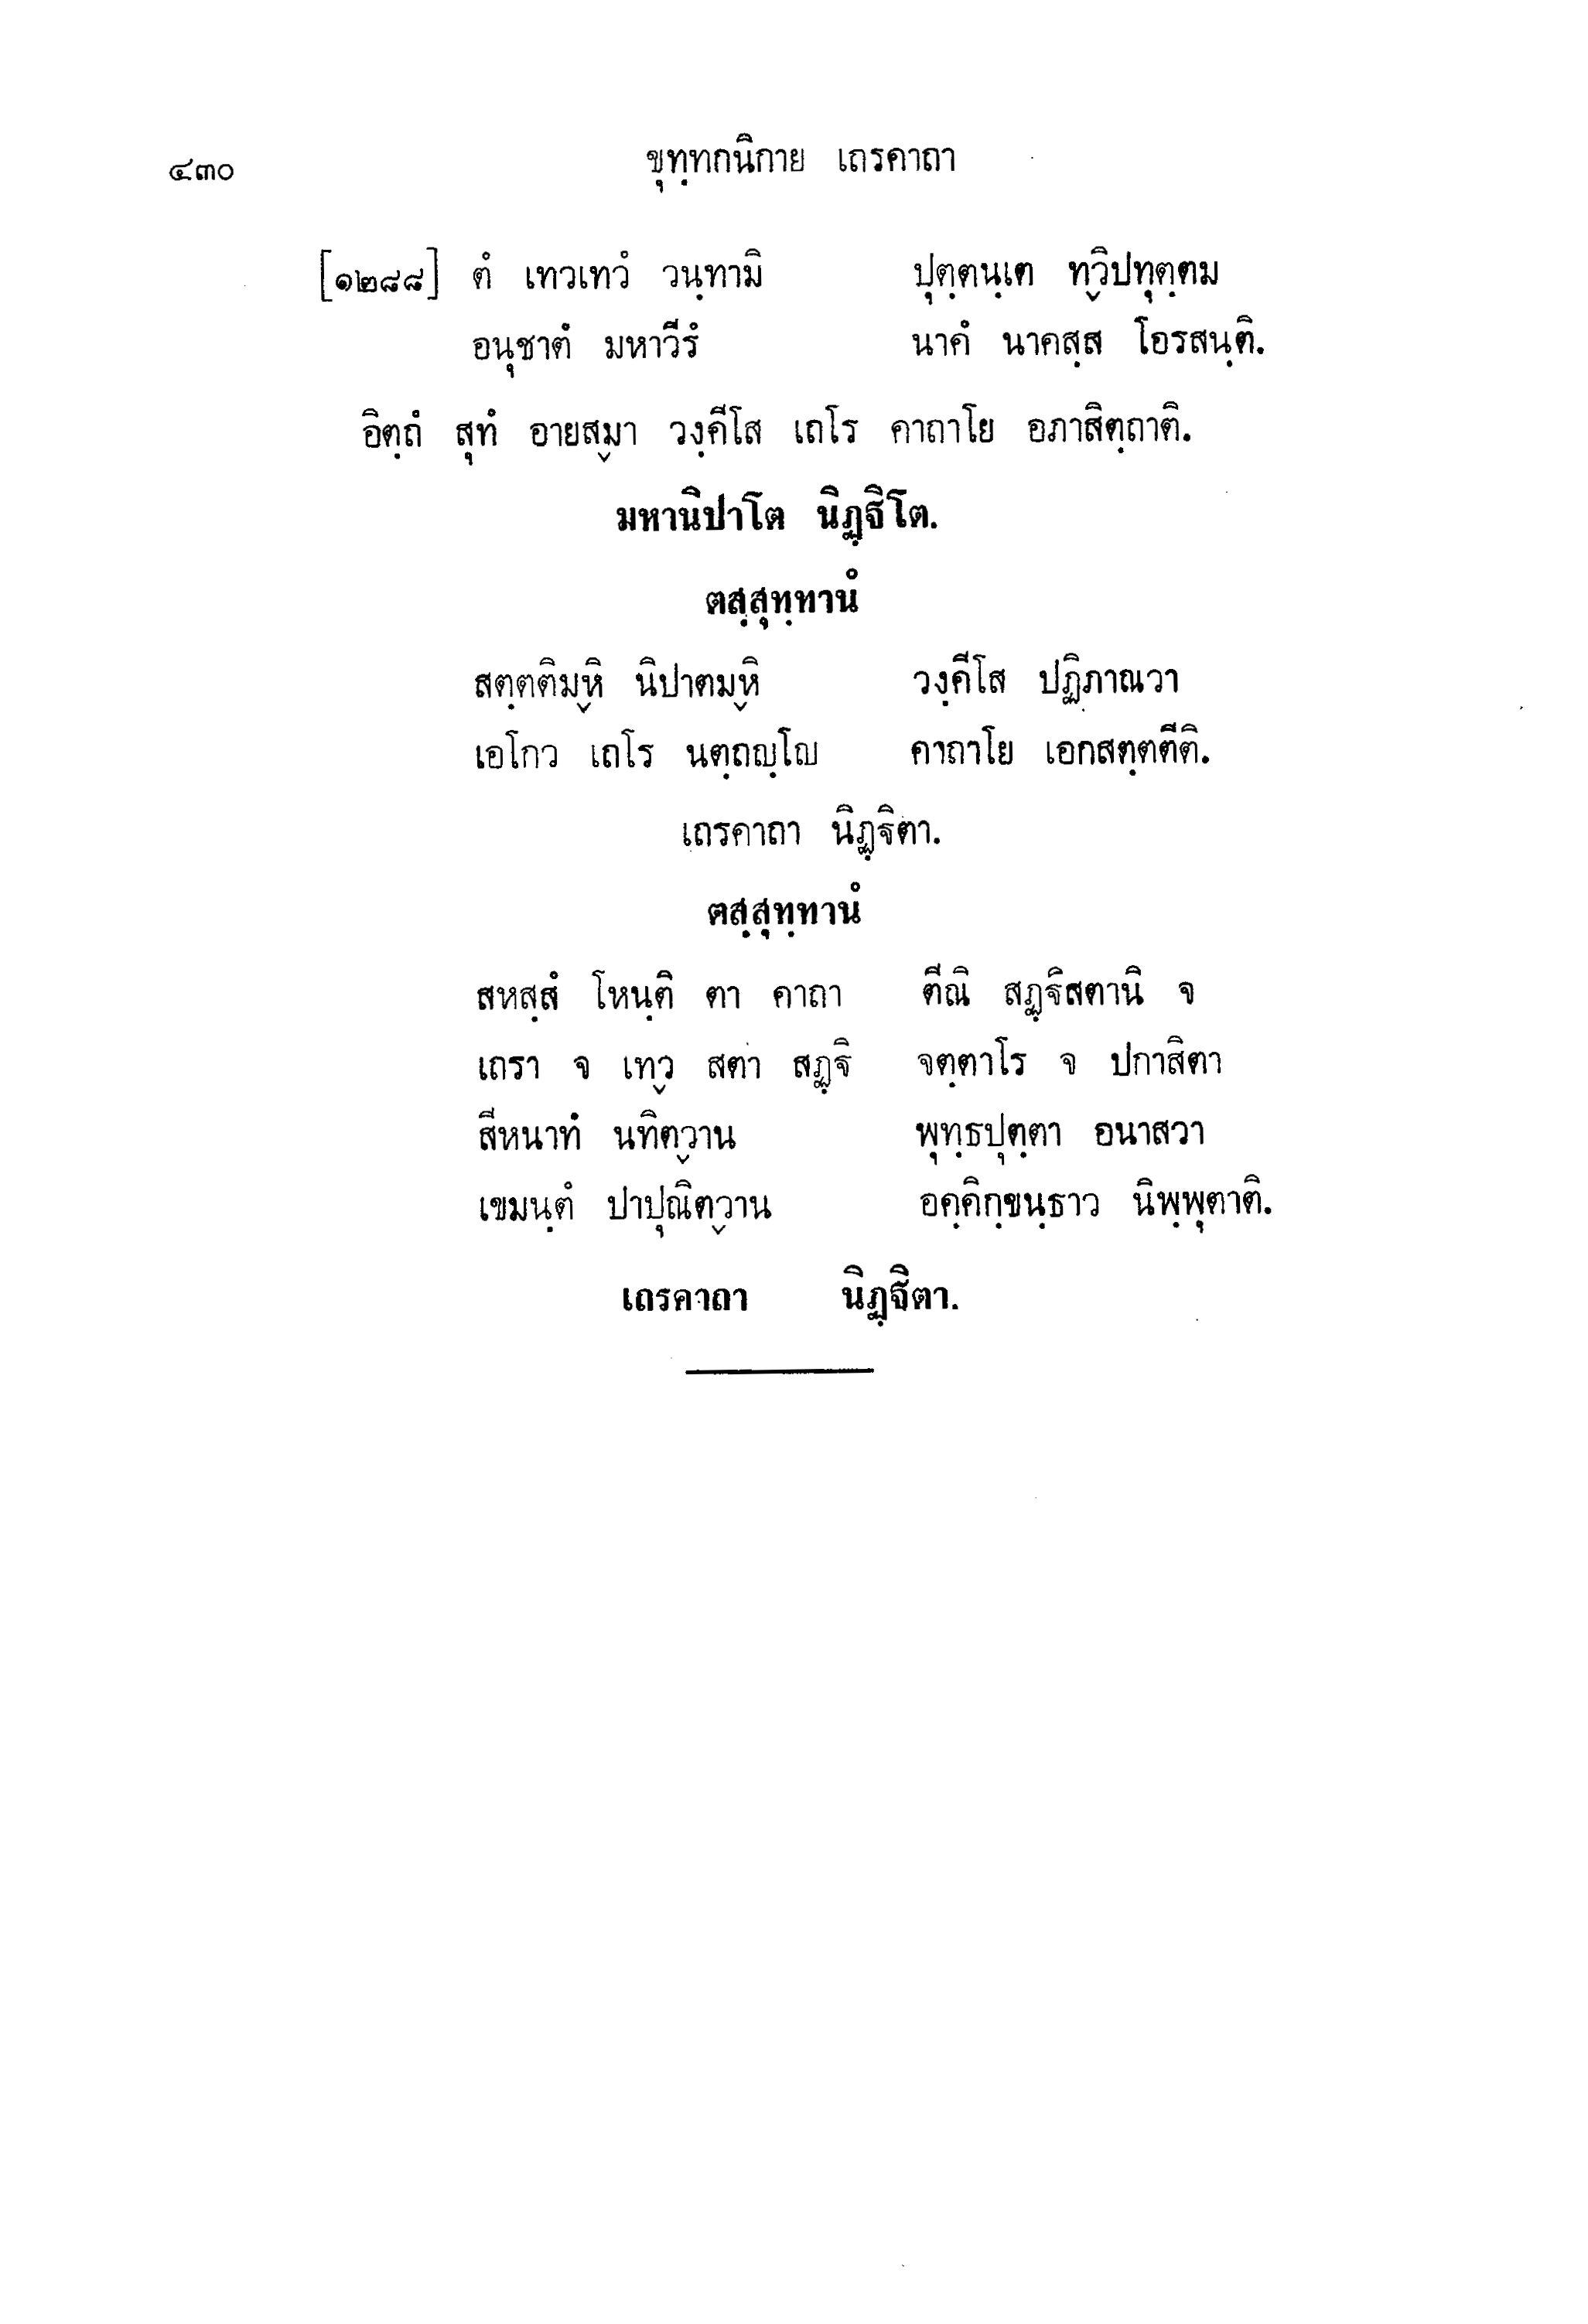 ๔๓๐ ขุทฺทกนิกาย เถรคาถา
[๑๒๘๘] ตํ เทวเทวํ วนฺทามิ ปุตฺตนฺเต ทฺวิปทุตฺตม
อนุชาตํ มหาวีรํ นาคํ นาคสฺส โอรสนฺติ.
อิตฺถํ สุทํ อายสฺมา วงฺคีโส เถโร คาถาโย อภาสิตฺถาติ.
มหานิปาโต นิฏฺฐิโต.
ตสฺสุทฺทานํ
สตฺตติมฺหิ นิปาตมฺหิ วงฺคีโส ปฏิภาณวา
เอโกว เถโร นตฺถญฺโญ คาถาโย เอกสตฺตตีติ.
เถรคาถา นิฏฺฐิตา.
ตสฺสุทฺทานํ
สหสฺสํ โหนฺติ ตา คาถา ตีณิ สฏฺฐิสตานิ จ
เถรา จ เทฺว สตา สฏฺฐิ จตฺตาโร จ ปกาสิตา
สีหนาทํ นทิตฺวาน พุทฺธปุตฺตา อนาสวา
เขมนฺตํ ปาปุณิตฺวาน อคฺคิกฺขนฺธาว นิพฺพุตาติ.
เถรคาถา นิฏฺฐิตา.